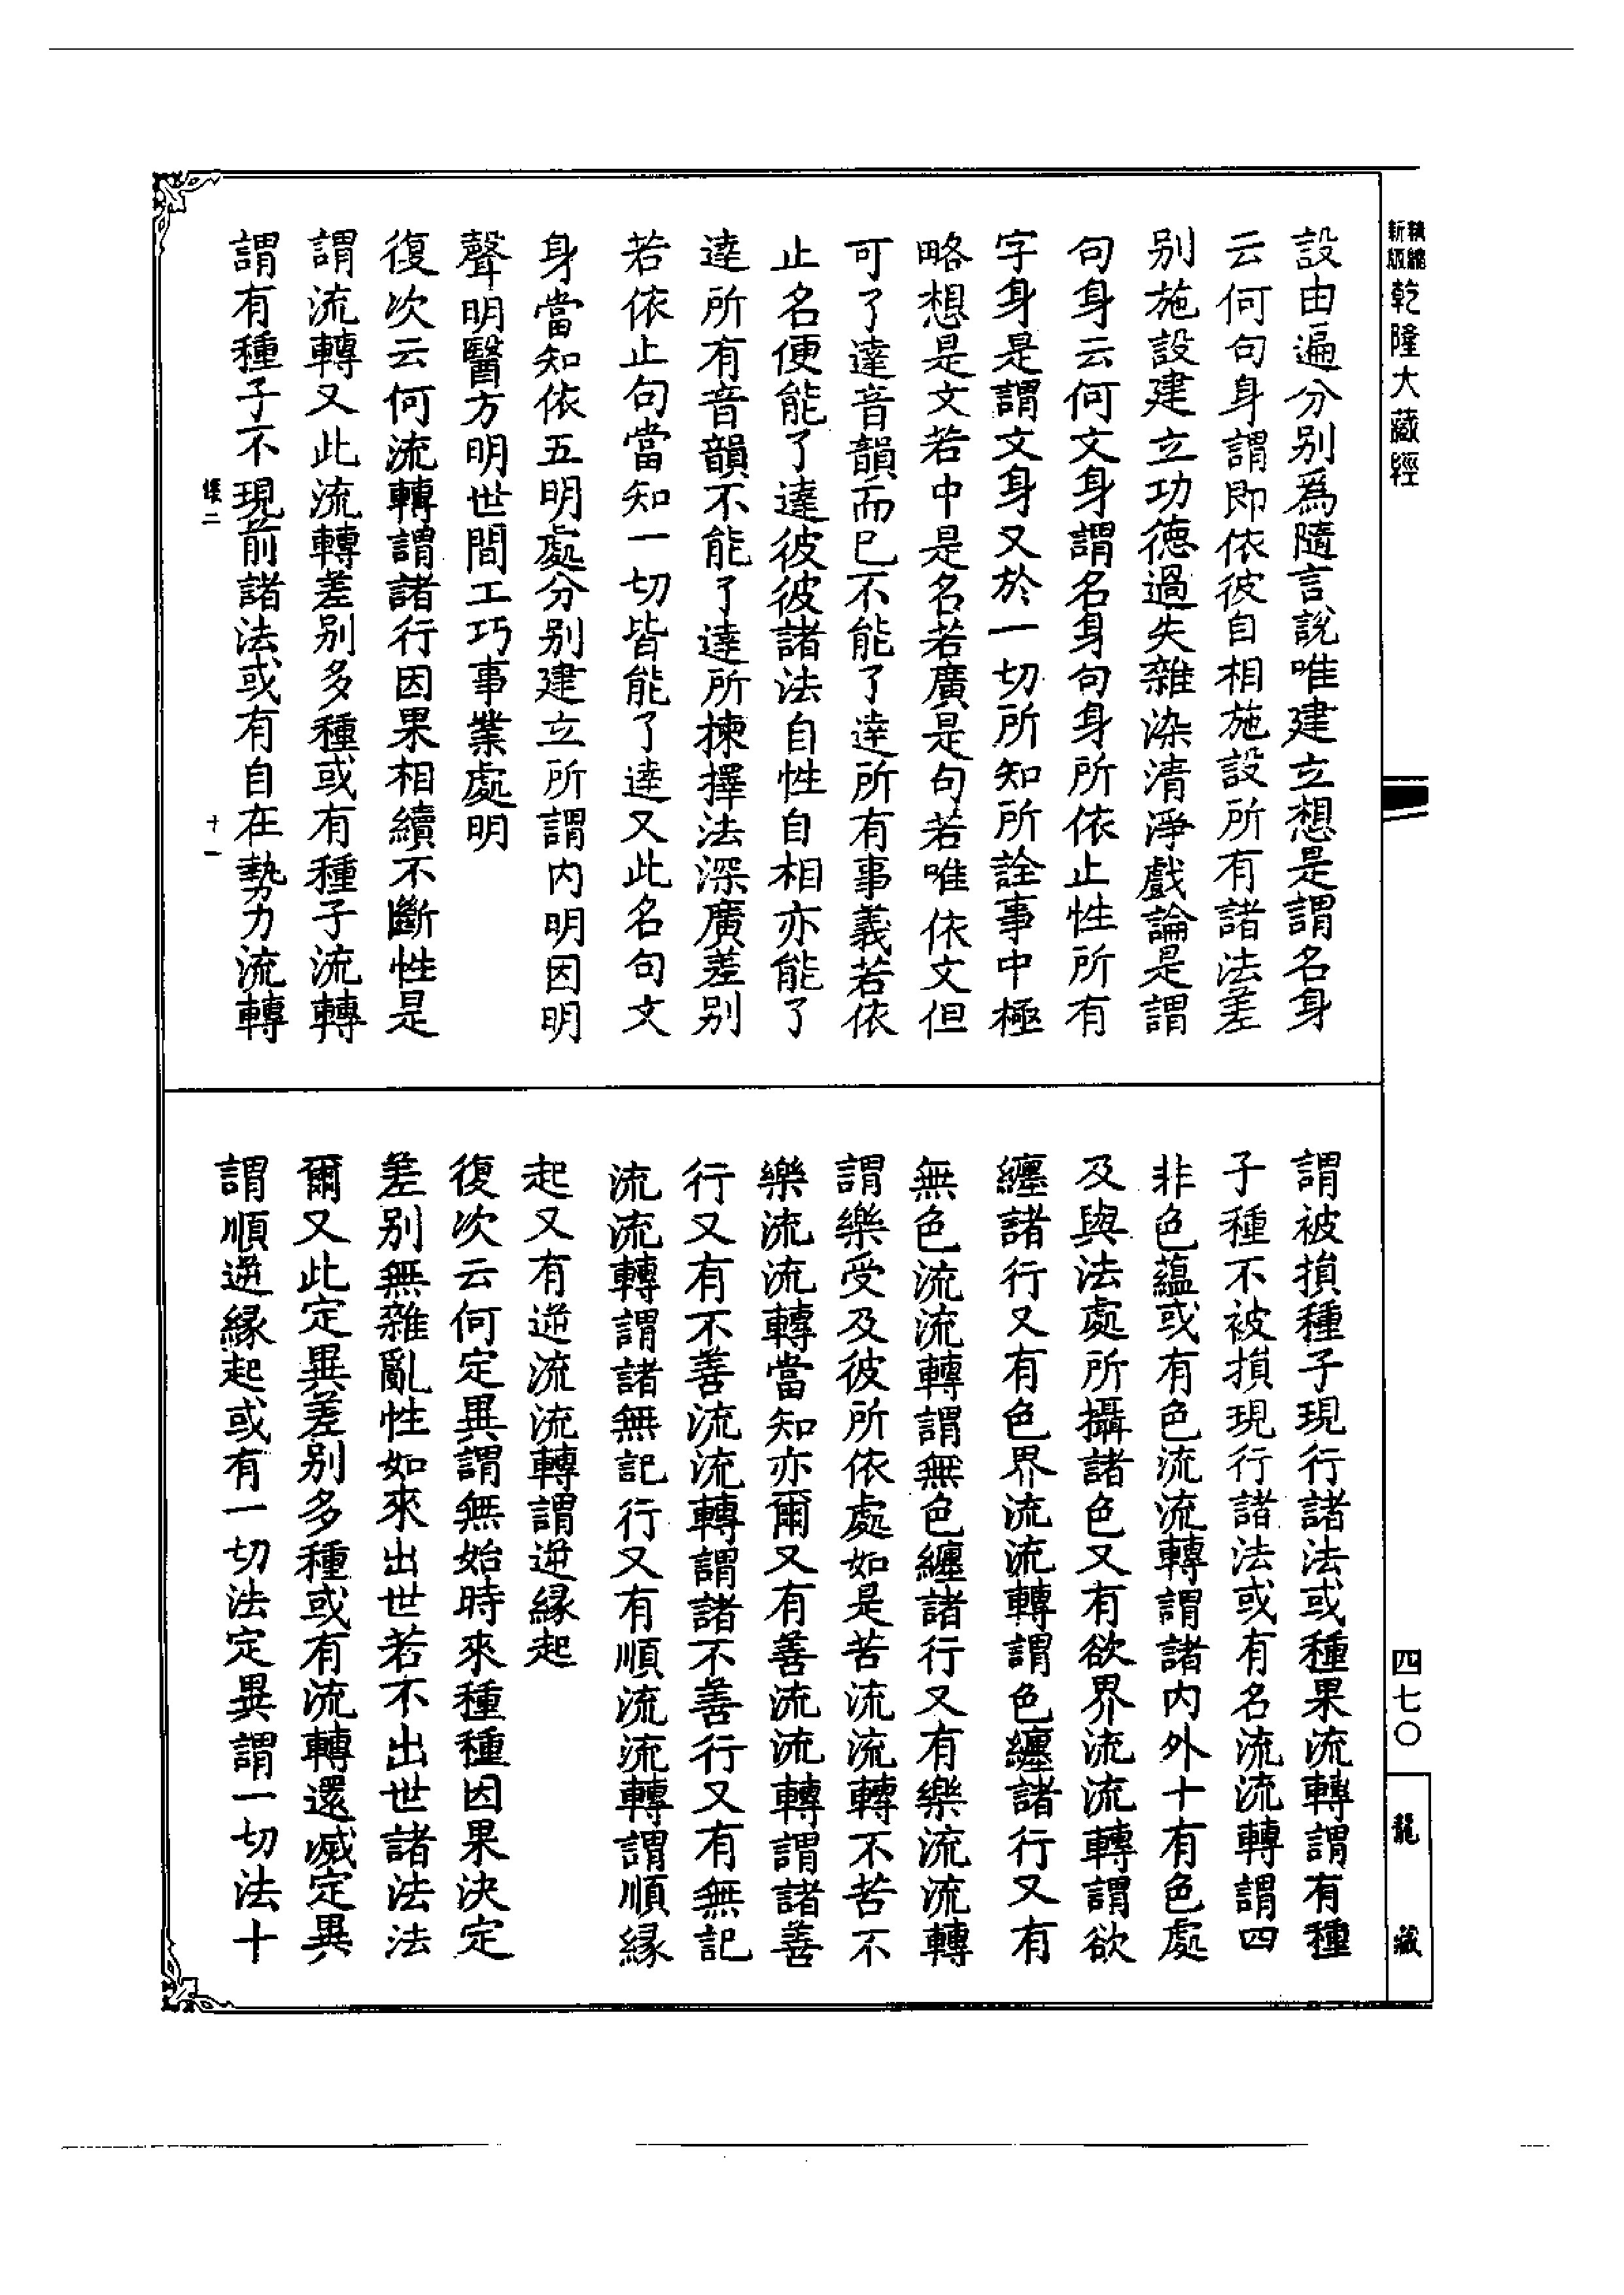 精縮
新版
乾隆大藏經
設由遍分別爲隨言說唯建立想是謂名身
云何句身謂即依彼自相施設所有諸法差
別施設建立功德過失雜染清淨戲論是謂
句身云何文身謂名身句身所依止性所有
字身是謂文身又於一切所知所詮事中極
略想是文若中是名若廣是句若唯依文但
可了達音韻而已不能了達所有事義若依
止名便能了達彼彼諸法自性自相亦能了
達所有音韻不能了達所揀擇法深廣差別
若依止句當知一切皆能了達又此名句文
身當知依五明處分別建立所謂內明因明
聲明醫方明世間工巧事業處明
復次云何流轉謂諸行因果相續不斷性是
謂流轉又此流轉差別多種或有種子流轉
謂有種子不現前諸法或有自在勢力流轉
十一
謂被損種子現行諸法或種果流轉謂有種
子種不被損現行諸法或有名流流轉謂四
非色蘊或有色流流轉謂諸內外十有色處
及與法處所攝諸色又有欲界流流轉謂欲
纏諸行又有色界流流轉謂色纏諸行又有
無色流流轉謂無色纏諸行又有樂流流轉
謂樂受及彼所依處如是苦流流轉不苦不
樂流流轉當知亦爾又有善流流轉謂諸善
行又有不善流流轉謂諸不善行又有無記
流流轉謂諸無記行又有順流流轉謂順緣
起又有逆流流轉謂逆緣起
復次云何定異謂無始時來種種因果決定
差別無雜亂性如來出世若不出世諸法法
爾又此定異差別多種或有流轉還滅定異
謂順逆緣起或有一切法定異謂一切法十
四七〇
龍藏